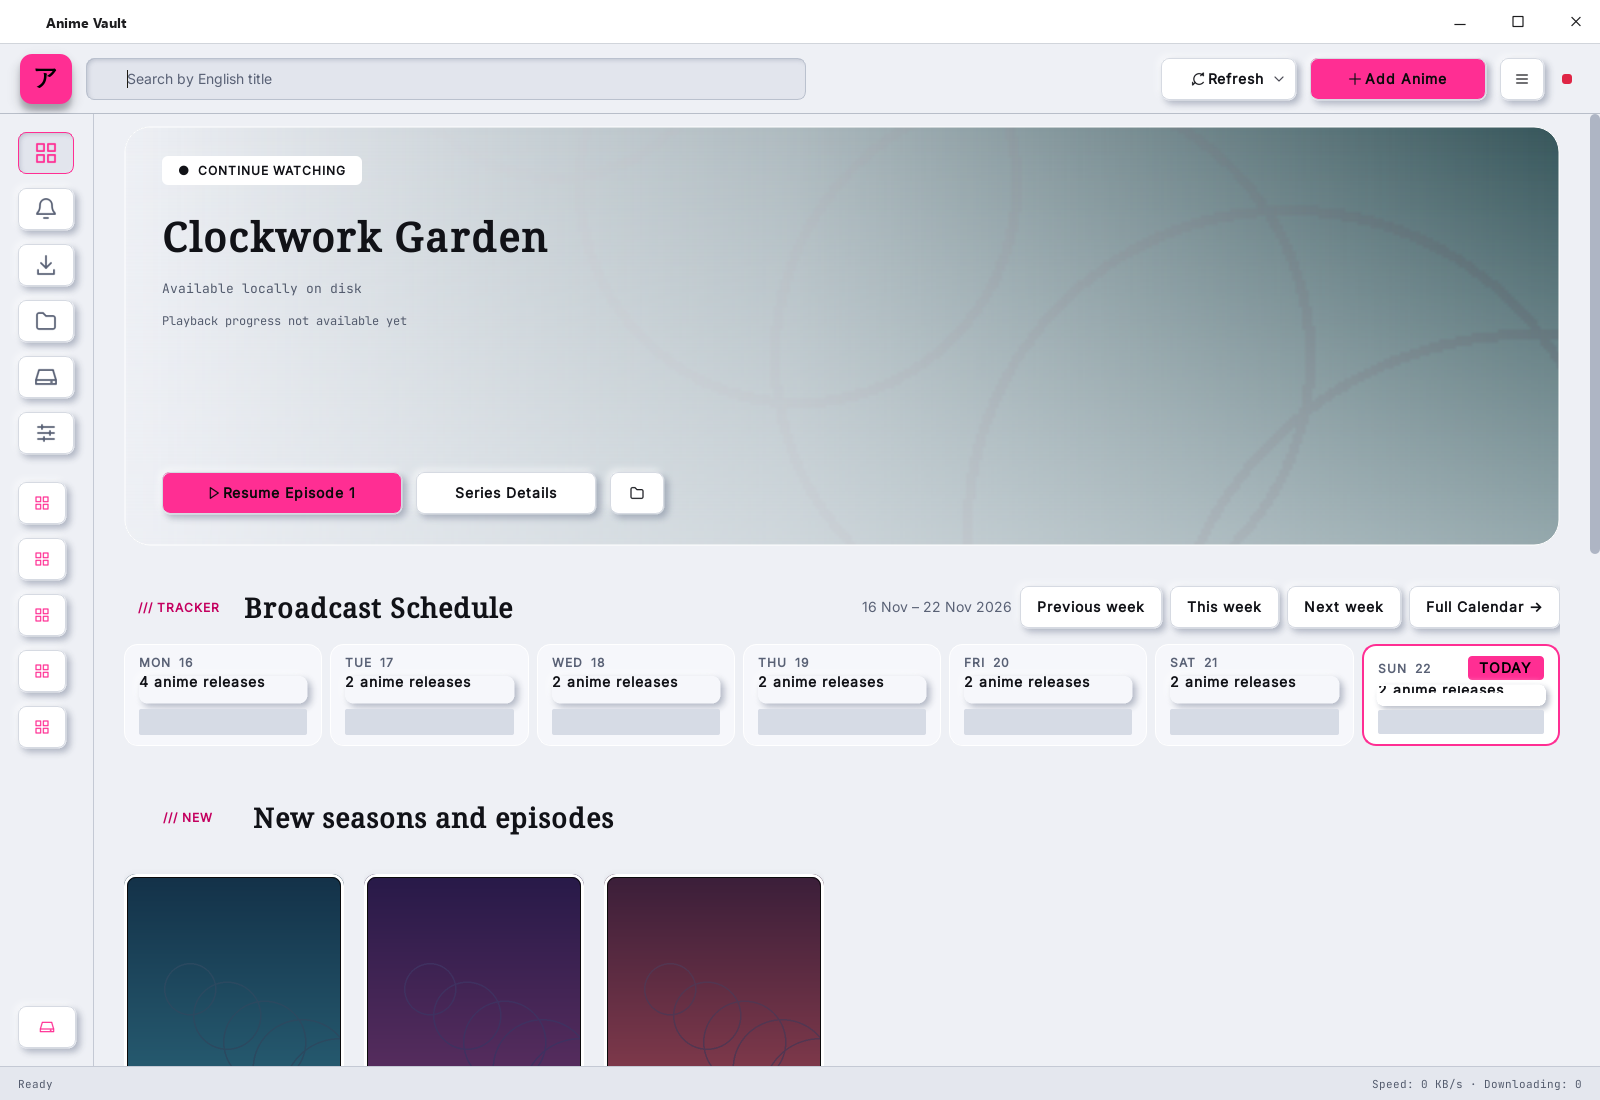 Anime Vault
ア
Search by English title
Refresh
Add Anime
CONTINUE WATCHING
Clockwork Garden
Available locally on disk
Playback progress not available yet
Resume Episode 1
Series Details
/// TRACKER
Broadcast Schedule
16 Nov – 22 Nov 2026
Previous week
This week
Next week
Full Calendar →
MON 16
4 anime releases
TUE 17
2 anime releases
WED 18
2 anime releases
THU 19
2 anime releases
FRI 20
2 anime releases
SAT 21
2 anime releases
SUN 22
TODAY
2 anime releases
/// NEW
New seasons and episodes
Ready
Speed: 0 KB/s · Downloading: 0